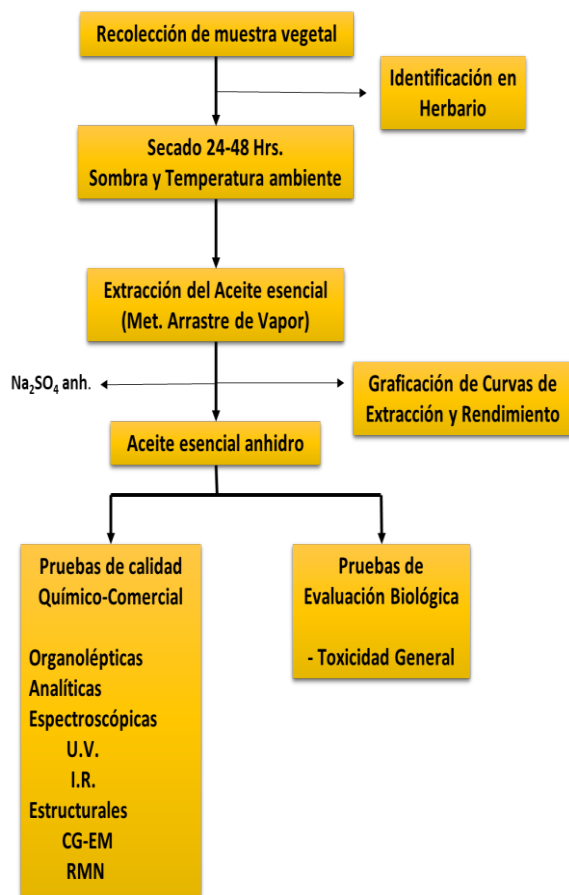 Recolección de muestra vegetal
Identificación en
Herbario
Secado 24-48 Hrs.
Sombra y Temperatura ambiente
Extracción del Aceite esencial
(Met. Arrastre de Vapor)
Na₂SO₄ anh.
Graficación de Curvas de
Extracción y Rendimiento
Aceite esencial anhidro
Pruebas de calidad
Químico-Comercial
Organolépticas
Analíticas
Espectroscópicas
U.V.
I.R.
Estructurales
CG-EM
RMN
Pruebas de
Evaluación Biológica
- Toxicidad General